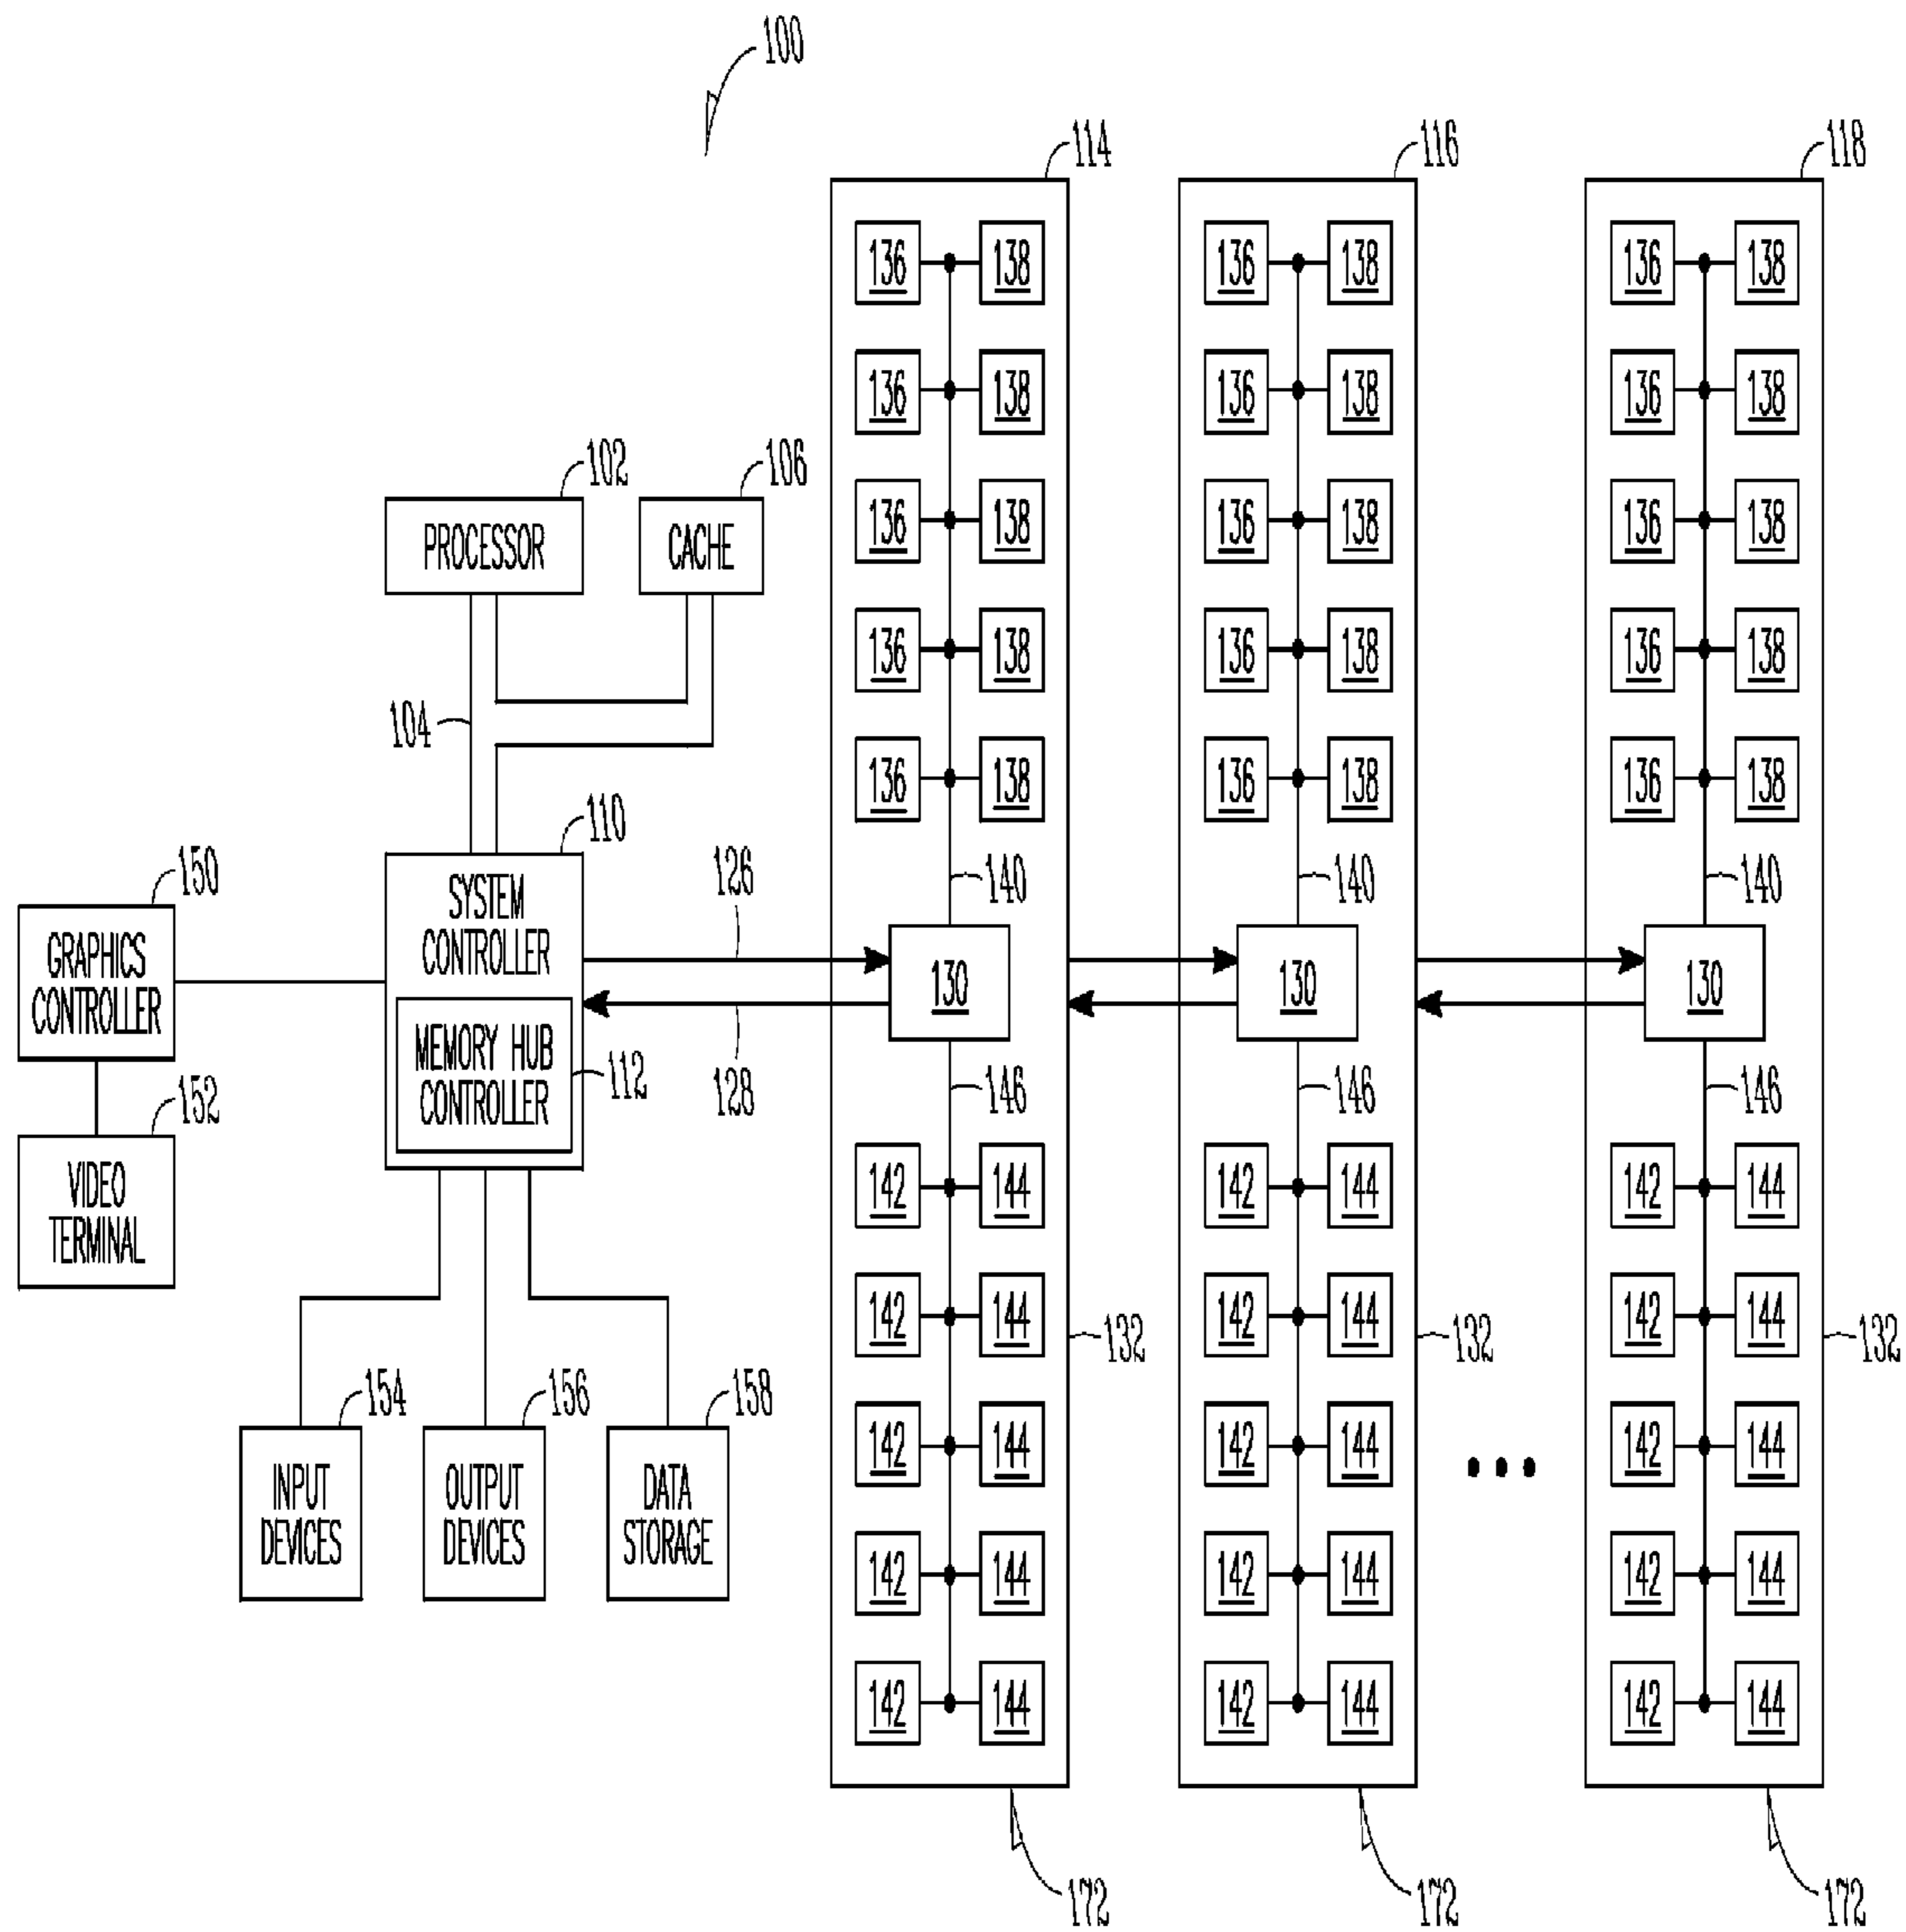 100
114
116
118
136 138 136 138 136 138
136 138 136 138 136 138
102
106
PROCESSOR
CACHE
136 138 136 138 136 138
136 138 136 138 136 138
104
136 138 136 138 136 138
110
150
126
140
140
140
SYSTEM
CONTROLLER
GRAPHICS
CONTROLLER
130
130
130
MEMORY HUB
CONTROLLER
112
128
146
146
146
152
VIDEO
TERMINAL
142 144 142 144 142 144
142 144 142 144 142 144
132
132
132
154
156
158
142 144 142 144 142 144
INPUT
DEVICES
OUTPUT
DEVICES
DATA
STORAGE
142 144 142 144 142 144
142 144 142 144 142 144
172
172
172